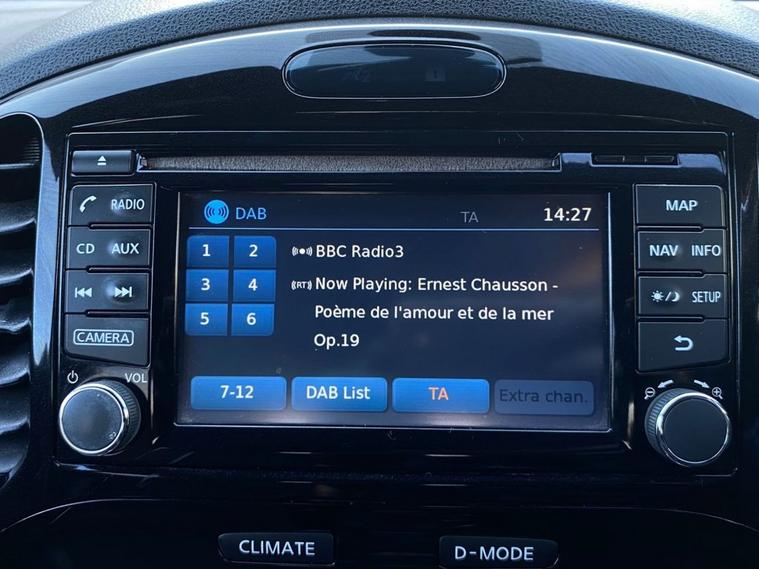 RADIO
CD AUX
CAMERA
VOL
DAB TA 14:27
1 2
3 4
5 6
BBC Radio3
(RT) Now Playing: Ernest Chausson -
Poème de l'amour et de la mer
Op.19
7-12 DAB List TA Extra chan.
MAP
NAV INFO
SETUP
CLIMATE D-MODE